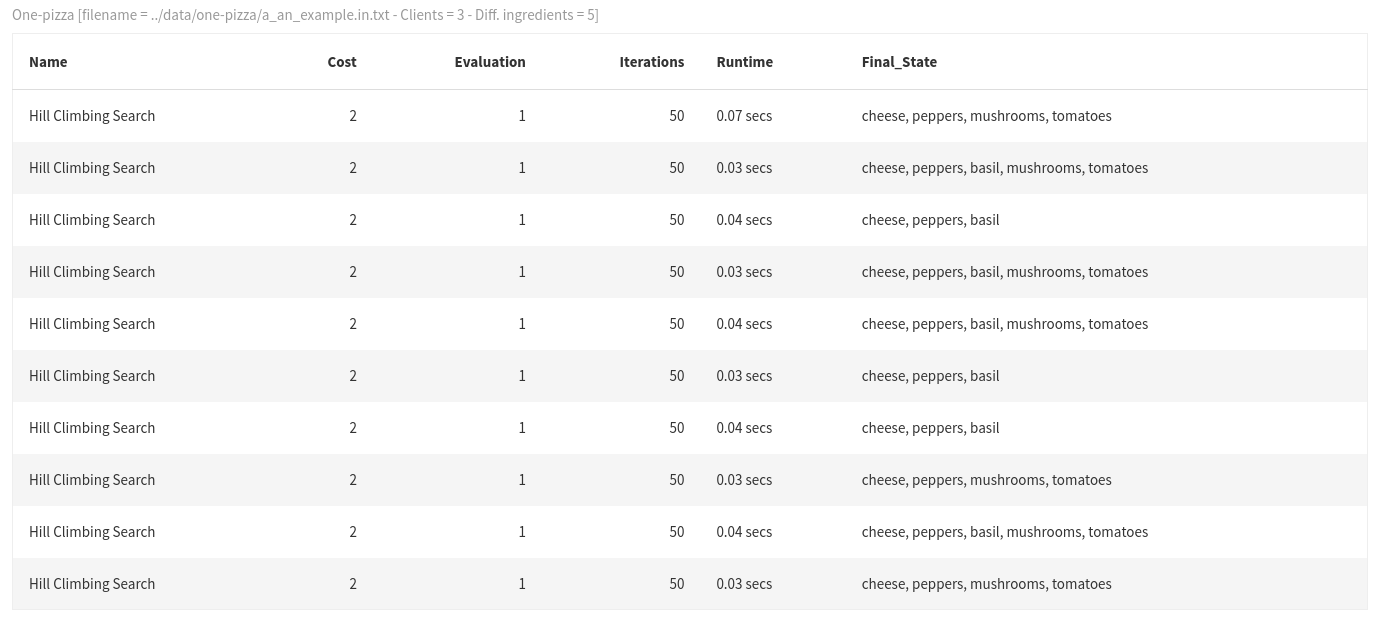 One-pizza [filename = ../data/one-pizza/a_an_example.in.txt - Clients = 3 - Diff. ingredients = 5]
Name Cost Evaluation Iterations Runtime Final_State
Hill Climbing Search 2 1 50 0.07 secs cheese, peppers, mushrooms, tomatoes
Hill Climbing Search 2 1 50 0.03 secs cheese, peppers, basil, mushrooms, tomatoes
Hill Climbing Search 2 1 50 0.04 secs cheese, peppers, basil
Hill Climbing Search 2 1 50 0.03 secs cheese, peppers, basil, mushrooms, tomatoes
Hill Climbing Search 2 1 50 0.04 secs cheese, peppers, basil, mushrooms, tomatoes
Hill Climbing Search 2 1 50 0.03 secs cheese, peppers, basil
Hill Climbing Search 2 1 50 0.04 secs cheese, peppers, basil
Hill Climbing Search 2 1 50 0.03 secs cheese, peppers, mushrooms, tomatoes
Hill Climbing Search 2 1 50 0.04 secs cheese, peppers, basil, mushrooms, tomatoes
Hill Climbing Search 2 1 50 0.03 secs cheese, peppers, mushrooms, tomatoes